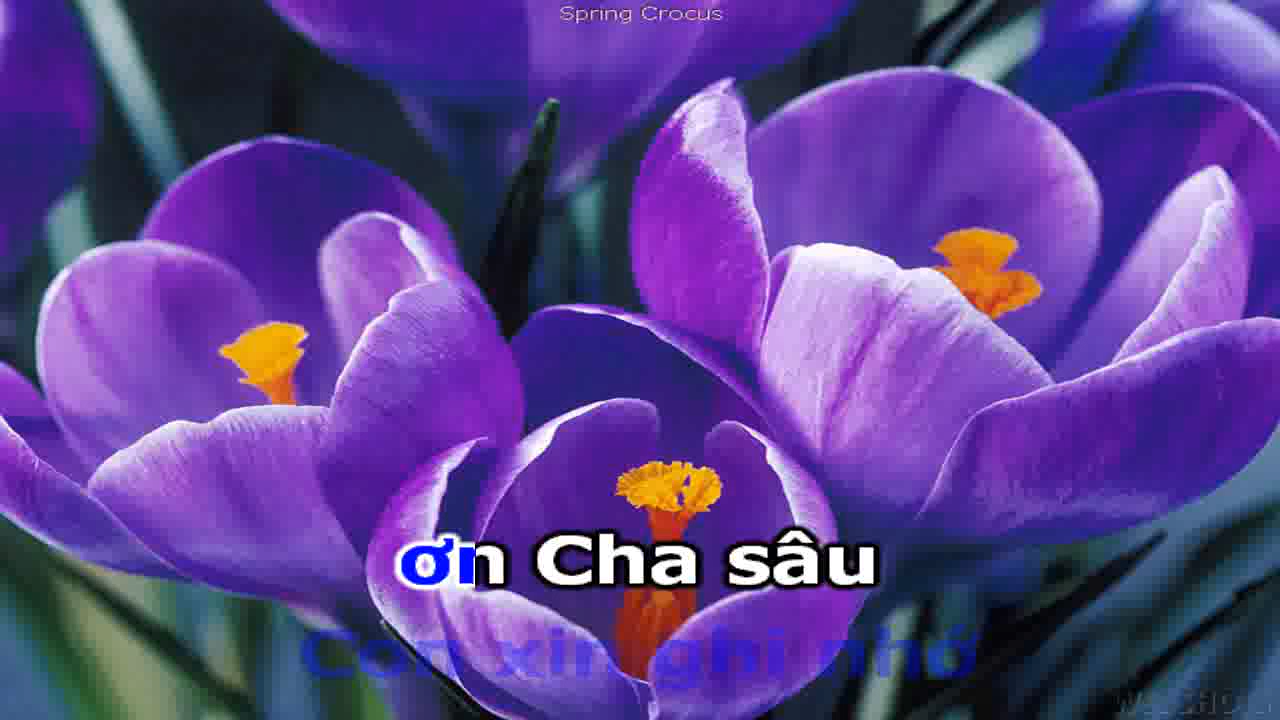 Spring Crocus
ơn Cha sâu
Con xin ghi nhớ